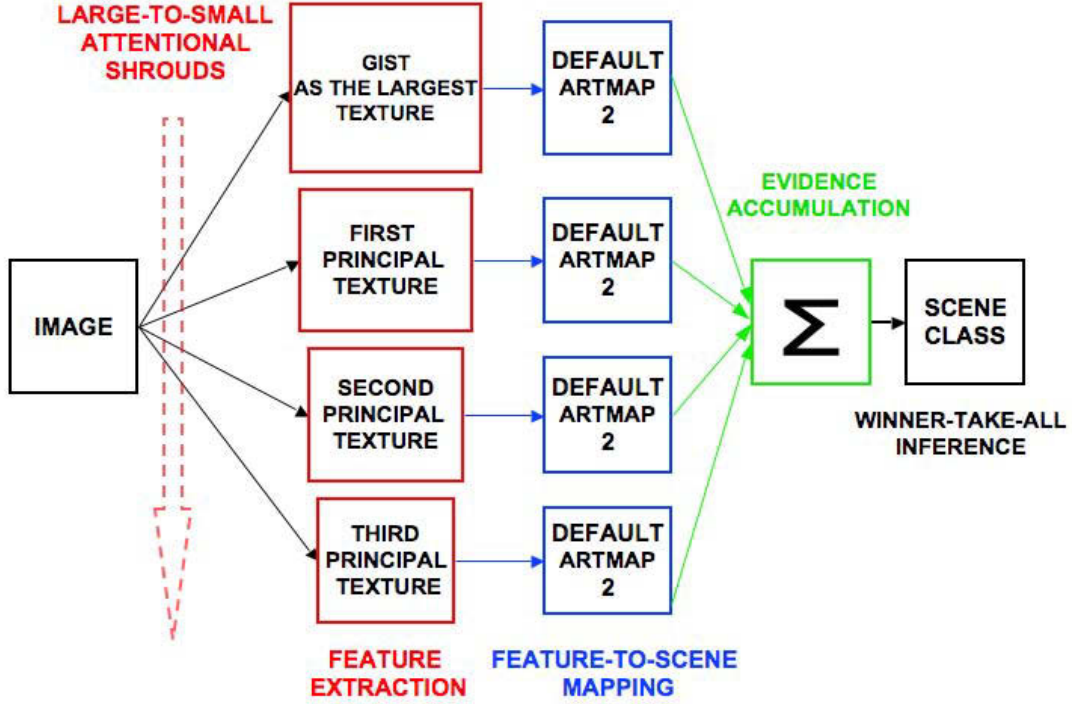 LARGE-TO-SMALL
ATTENTIONAL
SHROUDS
IMAGE
GIST
AS THE LARGEST
TEXTURE
DEFAULT
ARTMAP
2
FIRST
PRINCIPAL
TEXTURE
DEFAULT
ARTMAP
2
SECOND
PRINCIPAL
TEXTURE
DEFAULT
ARTMAP
2
THIRD
PRINCIPAL
TEXTURE
DEFAULT
ARTMAP
2
FEATURE
EXTRACTION
FEATURE-TO-SCENE
MAPPING
EVIDENCE
ACCUMULATION
Σ
SCENE
CLASS
WINNER-TAKE-ALL
INFERENCE